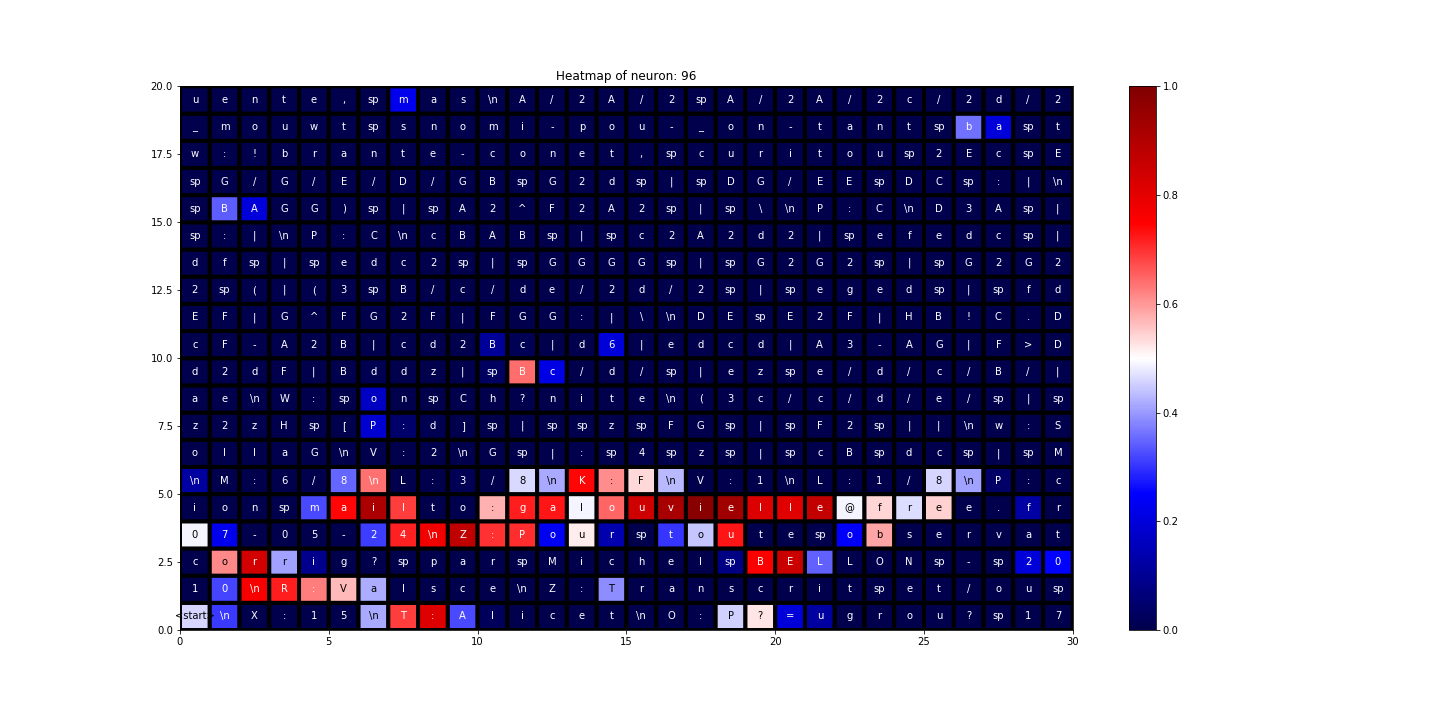 Heatmap of neuron: 96
20.0 u e n t e , sp m a s \n A / 2 A / 2 sp A / 2 A / 2 c / 2 d / 2 1.0
_ m o u w t sp s n o m i - p o u - _ o n - t a n t sp b a sp t
17.5 w : ! b r a n t e - c o n e t , sp c u r i t o u sp 2 E c sp E
sp G / G / E / D / G B sp G 2 d sp | sp D G / E E sp D C sp : | \n
15.0 sp B A G G ) sp | sp A 2 ^ F 2 A 2 sp | sp \ \n P : C \n D 3 A sp | 0.8
sp : | \n P : C \n c B A B sp | sp c 2 A 2 d 2 | sp e f e d c sp |
d f sp | sp e d c 2 sp | sp G G G G sp | sp G 2 G 2 sp | sp G 2 G 2
12.5 2 sp ( | ( 3 sp B / c / d e / 2 d / 2 sp | sp e g e d sp | sp f d 0.6
E F | G ^ F G 2 F | F G G : | \ \n D E sp E 2 F | H B ! C . D
10.0 c F - A 2 B | c d 2 B c | d 6 | e d c d | A 3 - A G | F > D
d 2 d F | B d d z | sp B c / d / sp | e z sp e / d / c / B / |
a e \n W : sp o n sp C h ? n i t e \n ( 3 c / c / d / e / sp | sp 0.4
7.5 z 2 z H sp [ P : d ] sp | sp sp z sp F G sp | sp F 2 sp | | \n w : S
o l l a G \n V : 2 \n G sp | : sp 4 sp z sp | sp c B sp d c sp | sp M
\n M : 6 / 8 \n L : 3 / 8 \n K : F \n V : 1 \n L : 1 / 8 \n P : c
5.0 i o n sp m a i l t o : g a l o u v i e l l e @ f r e e . f r
0 7 - 0 5 - 2 4 \n Z : P o u r sp t o u t e sp o b s e r v a t 0.2
2.5 c o r r i g ? sp p a r sp M i c h e l sp B E L L O N sp - sp 2 0
1 0 \n R : V a l s c e \n Z : T r a n s c r i t sp e t / o u sp
0.0 <start> \n X : 1 5 \n T : A l i c e t \n O : P ? = u g r o u ? sp 1 7 0.0
0 5 10 15 20 25 30